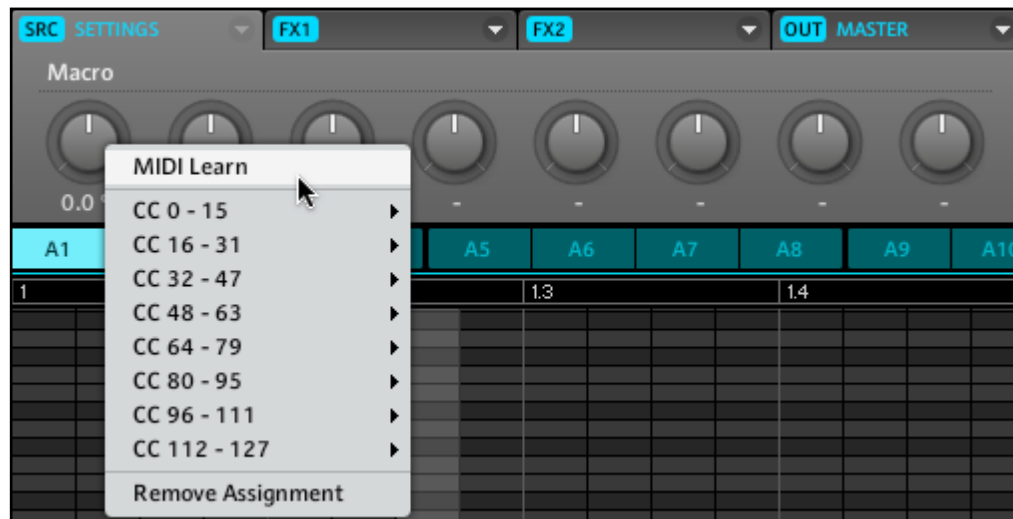 SRC SETTINGS FX1 FX2 OUT MASTER
Macro
MIDI Learn
0.0 - - - - -
CC 0 - 15
CC 16 - 31
CC 32 - 47
CC 48 - 63
CC 64 - 79
CC 80 - 95
CC 96 - 111
CC 112 - 127
Remove Assignment
A1 A5 A6 A7 A8 A9
1 1.3 1.4